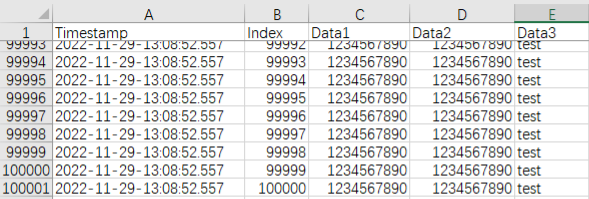 A B C D E
1 Timestamp Index Data1 Data2 Data3
99993 2022-11-29-13:08:52.557 99992 1234567890 1234567890 test
99994 2022-11-29-13:08:52.557 99993 1234567890 1234567890 test
99995 2022-11-29-13:08:52.557 99994 1234567890 1234567890 test
99996 2022-11-29-13:08:52.557 99995 1234567890 1234567890 test
99997 2022-11-29-13:08:52.557 99996 1234567890 1234567890 test
99998 2022-11-29-13:08:52.557 99997 1234567890 1234567890 test
99999 2022-11-29-13:08:52.557 99998 1234567890 1234567890 test
100000 2022-11-29-13:08:52.557 99999 1234567890 1234567890 test
100001 2022-11-29-13:08:52.557 100000 1234567890 1234567890 test